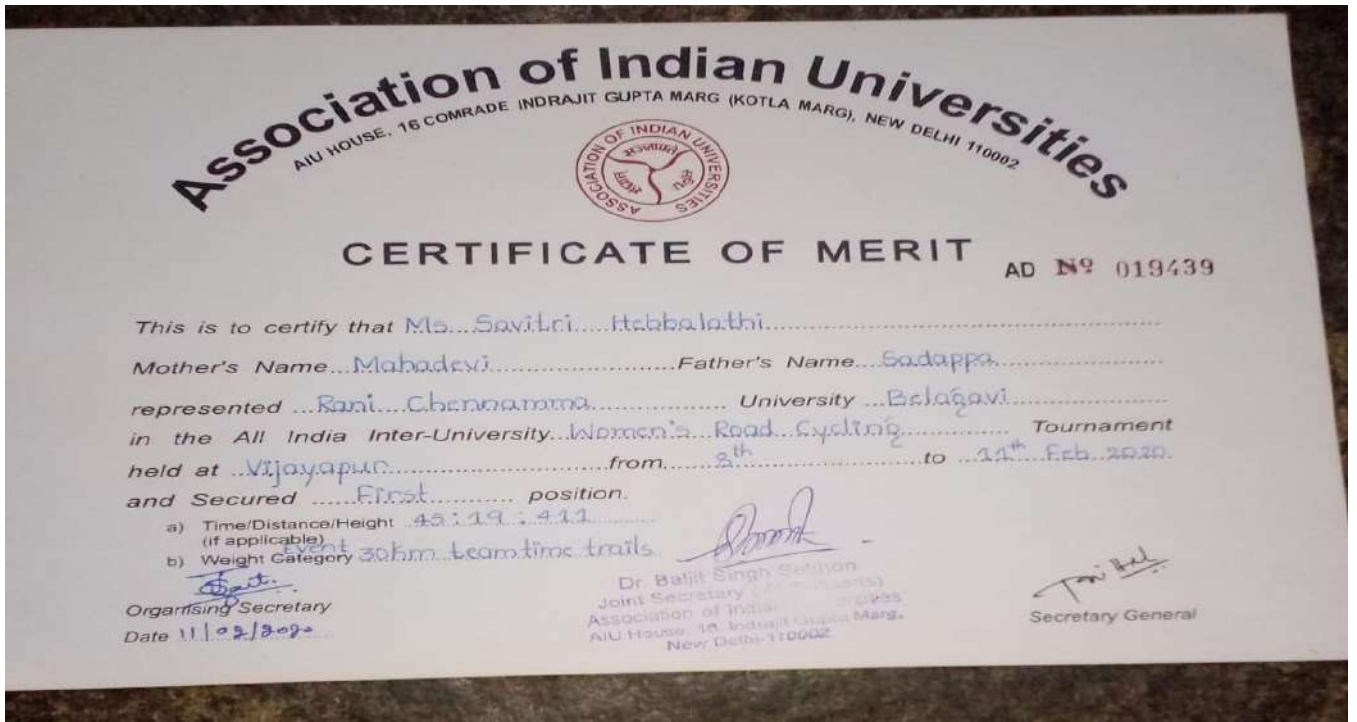 Association of Indian Universities
AIU HOUSE, 16 COMRADE INDRAJIT GUPTA MARG (KOTLA MARG), NEW DELHI 110002
ASSOCIATION OF INDIAN UNIVERSITIES
CERTIFICATE OF MERIT
AD Nº 019439
This is to certify that Ms. Savitri Hebbalathi
Mother's Name Mahadevi Father's Name Sadappa
represented Rani Chennamma University Belagavi
in the All India Inter-University Women's Road Cycling Tournament
held at Vijayapur from 8th to 11th Feb 2020
and Secured First position.
a) Time/Distance/Height 45:19:411
(if applicable)
b) Weight Category Event 30km team time trails
Dr. Baljit Singh Sekhon
Joint Secretary
Association of Indian
AIU House, 16, Indrajit Gupta Marg,
New Delhi-110002
Organising Secretary
Date 11/02/2020
Secretary General